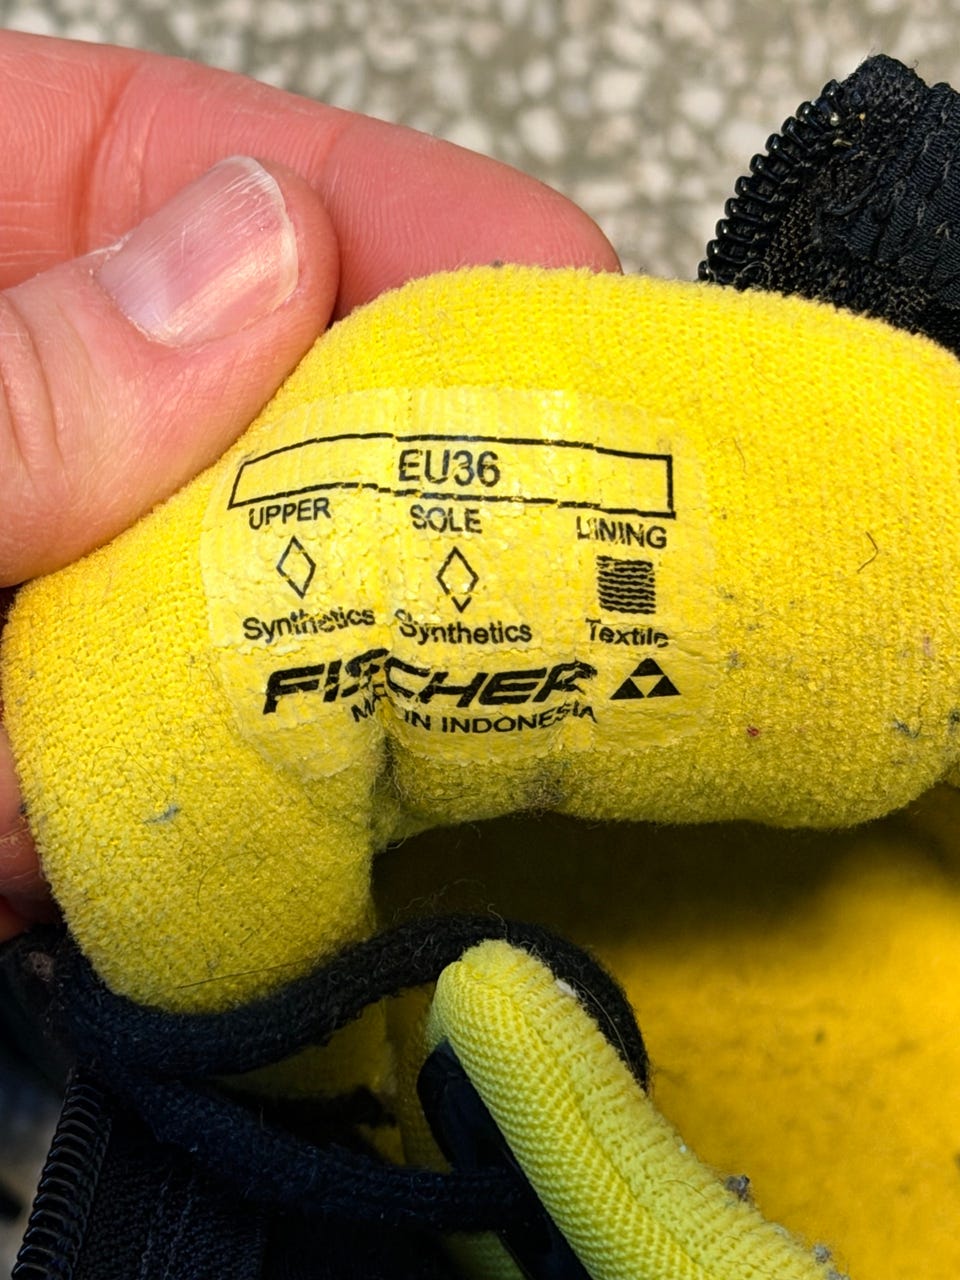 EU36
UPPER SOLE LINING
Synthetics Synthetics Textile
FISCHER
MADE IN INDONESIA